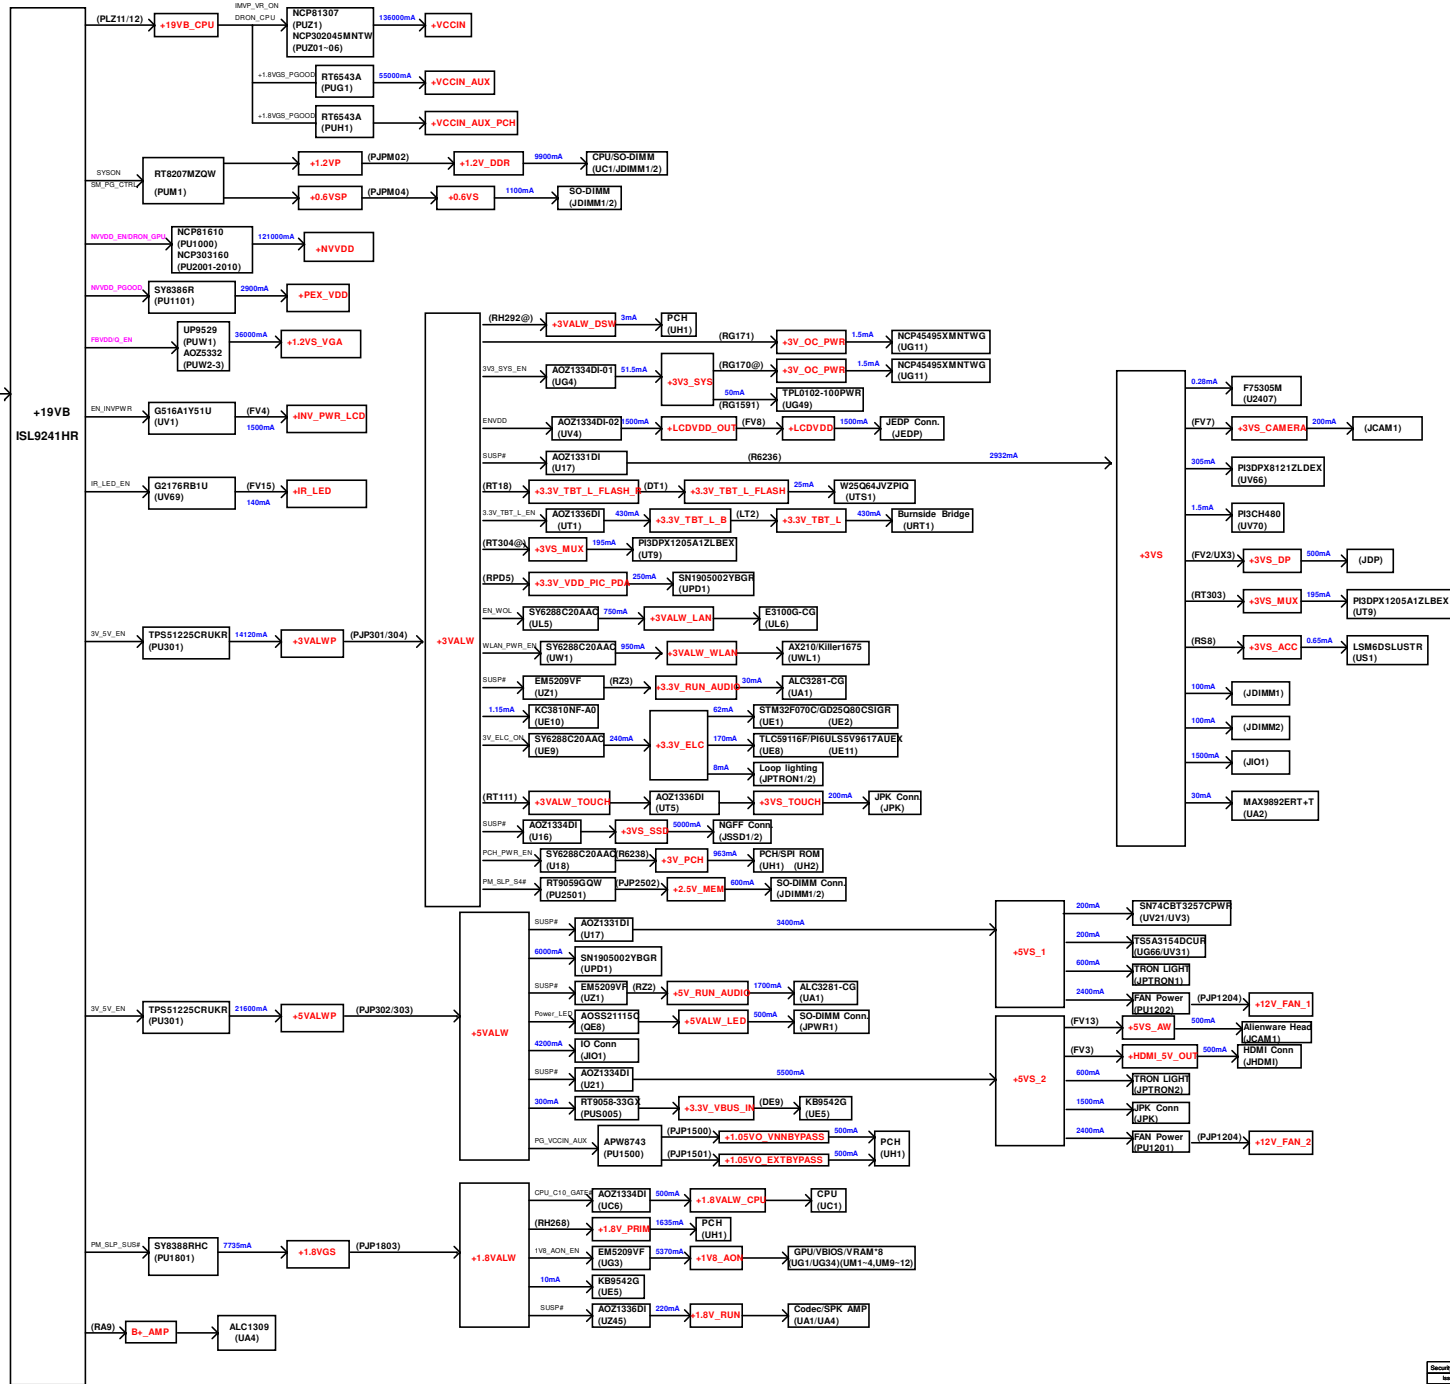 +19VB
ISL9241HR
(PLZ11/12)
+19VB_CPU
IMVP_VR_ON
DRON_CPU
NCP81307
(PUZ1)
NCP302045MNTW
(PUZ01~06)
136000mA
+VCCIN
+1.8VGS_PGOOD
RT6543A
(PUG1)
55000mA
+VCCIN_AUX
+1.8VGS_PGOOD
RT6543A
(PUH1)
+VCCIN_AUX_PCH
SYSON
SM_PG_CTRL
RT8207MZQW
(PUM1)
+1.2VP
(PJPM02)
+1.2V_DDR
9900mA
CPU/SO-DIMM
(UC1/JDIMM1/2)
+0.6VSP
(PJPM04)
+0.6VS
1100mA
SO-DIMM
(JDIMM1/2)
NVVDD_EN/DRON_GPU
NCP81610
(PU1000)
NCP303160
(PU2001-2010)
121000mA
+NVVDD
NVVDD_PGOOD
SY8386R
(PU1101)
2900mA
+PEX_VDD
FBVDD/Q_EN
UP9529
(PUW1)
AOZ5332
(PUW2-3)
36000mA
+1.2VS_VGA
EN_INVPWR
G516A1Y51U
(UV1)
(FV4)
1500mA
+INV_PWR_LCD
IR_LED_EN
G2176RB1U
(UV69)
(FV15)
140mA
+IR_LED
3V_5V_EN
TPS51225CRUKR
(PU301)
14120mA
+3VALWP
(PJP301/304)
+3VALW
(RH292@)
+3VALW_DSW
3mA
PCH
(UH1)
(RG171)
+3V_OC_PWR
1.5mA
NCP45495XMNTWG
(UG11)
3V3_SYS_EN
AOZ1334DI-01
(UG4)
51.5mA
+3V3_SYS
(RG170@)
+3V_OC_PWR
1.5mA
NCP45495XMNTWG
(UG11)
50mA
(RG1591)
TPL0102-100PWR
(UG49)
ENVDD
AOZ1334DI-02
(UV4)
1500mA
+LCDVDD_OUT
(FV8)
+LCDVDD
1500mA
JEDP Conn.
(JEDP)
SUSP#
AOZ1331DI
(U17)
(R6236)
2932mA
(RT18)
+3.3V_TBT_L_FLASH_R
(DT1)
+3.3V_TBT_L_FLASH
25mA
W25Q64JVZPIQ
(UTS1)
3.3V_TBT_L_EN
AOZ1336DI
(UT1)
430mA
+3.3V_TBT_L_B
(LT2)
+3.3V_TBT_L
430mA
Burnside Bridge
(URT1)
(RT304@)
+3VS_MUX
195mA
PI3DPX1205A1ZLBEX
(UT9)
(RPD5)
+3.3V_VDD_PIC_PDA
250mA
SN1905002YBGR
(UPD1)
EN_WOL
SY6288C20AAC
(UL5)
750mA
+3VALW_LAN
E3100G-CG
(UL6)
WLAN_PWR_EN
SY6288C20AAC
(UW1)
950mA
+3VALW_WLAN
AX210/Killer1675
(UWL1)
SUSP#
EM5209VF
(UZ1)
(RZ3)
+3.3V_RUN_AUDIO
30mA
ALC3281-CG
(UA1)
1.15mA
KC3810NF-A0
(UE10)
3V_ELC_ON
SY6288C20AAC
(UE9)
240mA
+3.3V_ELC
62mA
STM32F070C/GD25Q80CSIGR
(UE1) (UE2)
170mA
TLC59116F/PI6ULS5V9617AUEX
(UE8) (UE11)
8mA
Loop lighting
(JPTRON1/2)
(RT111)
+3VALW_TOUCH
AOZ1336DI
(UT5)
+3VS_TOUCH
200mA
JPK Conn.
(JPK)
SUSP#
AOZ1334DI
(U16)
+3VS_SSD
5000mA
NGFF Conn.
(JSSD1/2)
PCH_PWR_EN
SY6288C20AAC
(U18)
(R6238)
+3V_PCH
963mA
PCH/SPI ROM
(UH1) (UH2)
PM_SLP_S4#
RT9059GQW
(PU2501)
(PJP2502)
+2.5V_MEM
600mA
SO-DIMM Conn.
(JDIMM1/2)
+3VS
0.28mA
F75305M
(U2407)
(FV7)
+3VS_CAMERA
200mA
(JCAM1)
305mA
PI3DPX8121ZLDEX
(UV66)
1.5mA
PI3CH480
(UV70)
(FV2/UX3)
+3VS_DP
500mA
(JDP)
(RT303)
+3VS_MUX
195mA
PI3DPX1205A1ZLBEX
(UT9)
(RS8)
+3VS_ACC
0.65mA
LSM6DSLUSTR
(US1)
100mA
(JDIMM1)
100mA
(JDIMM2)
1500mA
(JIO1)
30mA
MAX9892ERT+T
(UA2)
3V_5V_EN
TPS51225CRUKR
(PU301)
21600mA
+5VALWP
(PJP302/303)
+5VALW
SUSP#
AOZ1331DI
(U17)
3400mA
6000mA
SN1905002YBGR
(UPD1)
SUSP#
EM5209VF
(UZ1)
(RZ2)
+5V_RUN_AUDIO
1700mA
ALC3281-CG
(UA1)
Power_LED
AOSS21115C
(QE8)
+5VALW_LED
500mA
SO-DIMM Conn.
(JPWR1)
4200mA
IO Conn
(JIO1)
SUSP#
AOZ1334DI
(U21)
5500mA
300mA
RT9058-33GX
(PUS005)
+3.3V_VBUS_IN
(DE9)
KB9542G
(UE5)
PG_VCCIN_AUX
APW8743
(PU1500)
(PJP1500)
+1.05VO_VNNBYPASS
500mA
(PJP1501)
+1.05VO_EXTBYPASS
500mA
PCH
(UH1)
+5VS_1
200mA
SN74CBT3257CPWR
(UV21/UV3)
200mA
TS5A3154DCUR
(UG66/UV31)
600mA
TRON LIGHT
(JPTRON1)
2400mA
FAN Power
(PU1202)
(PJP1204)
+12V_FAN_1
+5VS_2
(FV13)
+5VS_AW
500mA
Alienware Head
(JCAM1)
(FV3)
+HDMI_5V_OUT
500mA
HDMI Conn
(JHDMI)
600mA
TRON LIGHT
(JPTRON2)
1500mA
JPK Conn
(JPK)
2400mA
FAN Power
(PU1201)
(PJP1204)
+12V_FAN_2
PM_SLP_SUS#
SY8388RHC
(PU1801)
7735mA
+1.8VGS
(PJP1803)
+1.8VALW
CPU_C10_GATE#
AOZ1334DI
(UC6)
500mA
+1.8VALW_CPU
CPU
(UC1)
(RH268)
+1.8V_PRIM
1635mA
PCH
(UH1)
1V8_AON_EN
EM5209VF
(UG3)
5370mA
+1V8_AON
GPU/VBIOS/VRAM*8
(UG1/UG34)(UM1~4,UM9~12)
10mA
KB9542G
(UE5)
SUSP#
AOZ1336DI
(UZ45)
220mA
+1.8V_RUN
Codec/SPK AMP
(UA1/UA4)
(RA9)
B+_AMP
ALC1309
(UA4)